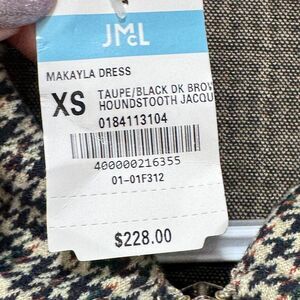 JMcL
MAKAYLA DRESS
XS
TAUPE/BLACK DK BROW
HOUNDSTOOTH JACQU
0184113104
400000216355
01-01F312
$228.00